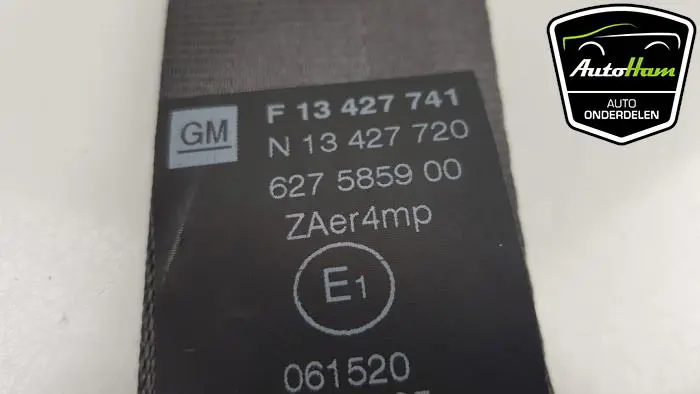 AutoHam
AUTO
ONDERDELEN
GM
F 13 427 741
N 13 427 720
627 5859 00
ZAer4mp
E1
061520